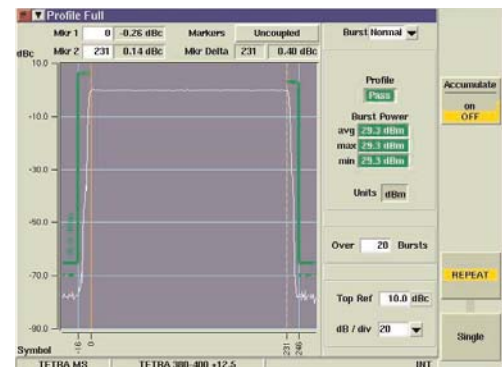 Profile Full
Mkr 1 0 -0.26 dBc Markers Uncoupled Burst Normal
dBc Mkr 2 231 0.14 dBc Mkr Delta 231 0.40 dBc
10.0
-10.0
-30.0
-50.0
-70.0
-90.0
Symbol
-16
0
231
246
Profile
Pass
Burst Power
avg 29.3 dBm
max 29.3 dBm
min 29.3 dBm
Units dBm
Over 20 Bursts
Top Ref 10.0 dBc
dB / div 20
Accumulate
on
OFF
REPEAT
Single
TETRA MS TETRA 380-400 +12.5 INT